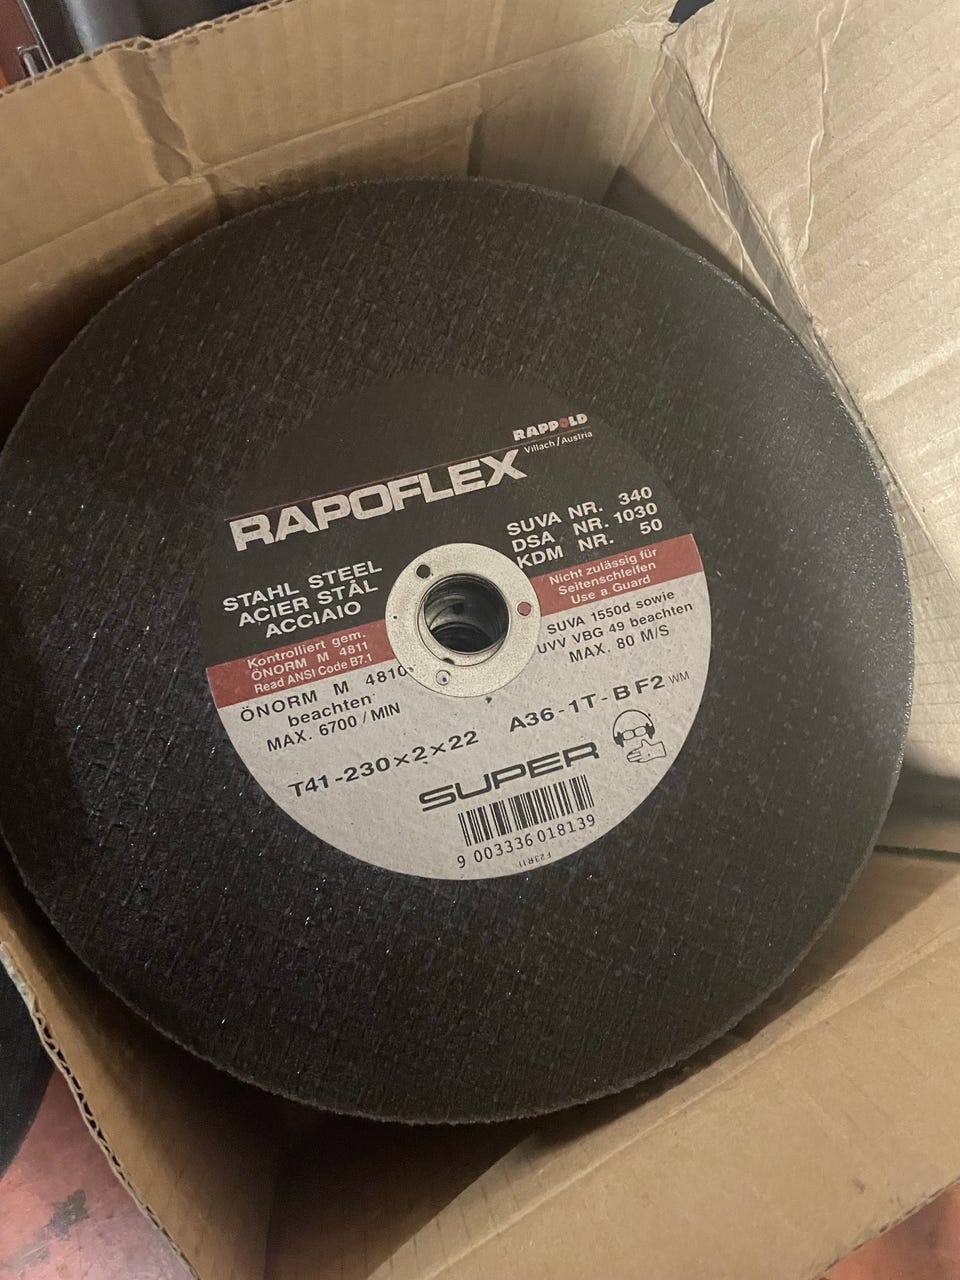 RAPPOLD
Villach/Austria
RAPOFLEX
SUVA NR. 340
DSA NR. 1030
KDM NR. 50
STAHL STEEL
ACIER STÅL
ACCIAIO
Nicht zulässig für
Seitenschleifen
Use a Guard
Kontrolliert gem.
ÖNORM M 4811
Read ANSI Code B7.1
SUVA 1550d sowie
UVV VBG 49 beachten
MAX. 80 M/S
ÖNORM M 4810
beachten
MAX. 6700/MIN
T41-230×2×22 A36-1T-BF2 WM
SUPER
9 003336 018139
F23R11